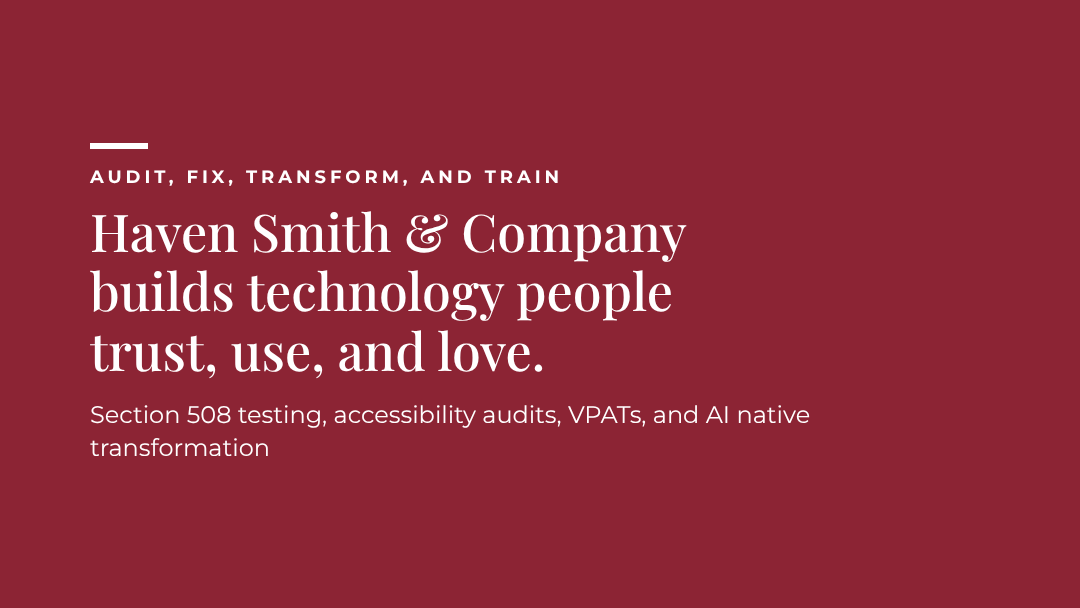 AUDIT, FIX, TRANSFORM, AND TRAIN
Haven Smith & Company
builds technology people
trust, use, and love.
Section 508 testing, accessibility audits, VPATs, and AI native
transformation